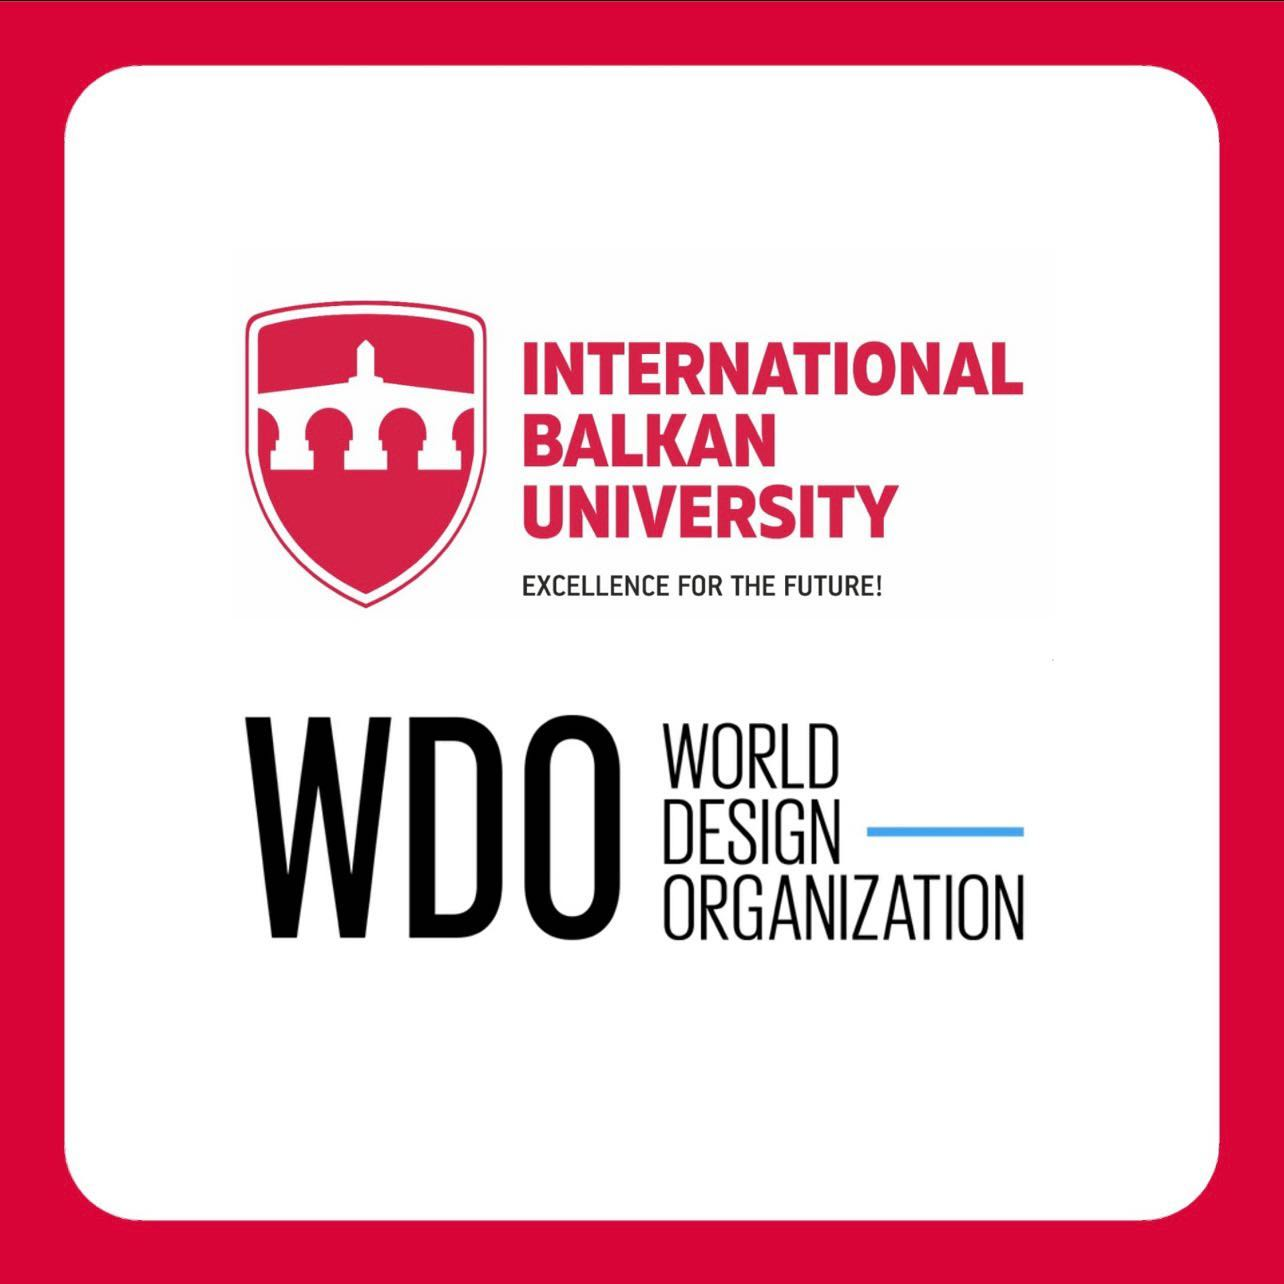 INTERNATIONAL
BALKAN
UNIVERSITY
EXCELLENCE FOR THE FUTURE!
WDO
WORLD
DESIGN
ORGANIZATION